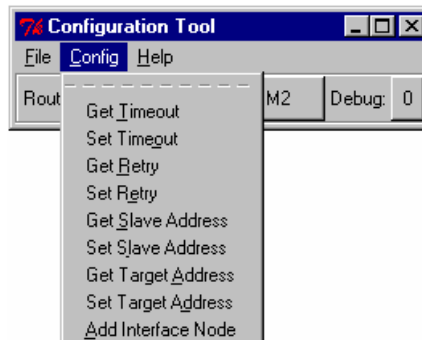 Configuration Tool
File Config Help
Rout M2 Debug: 0
Get Timeout
Set Timeout
Get Retry
Set Retry
Get Slave Address
Set Slave Address
Get Target Address
Set Target Address
Add Interface Node